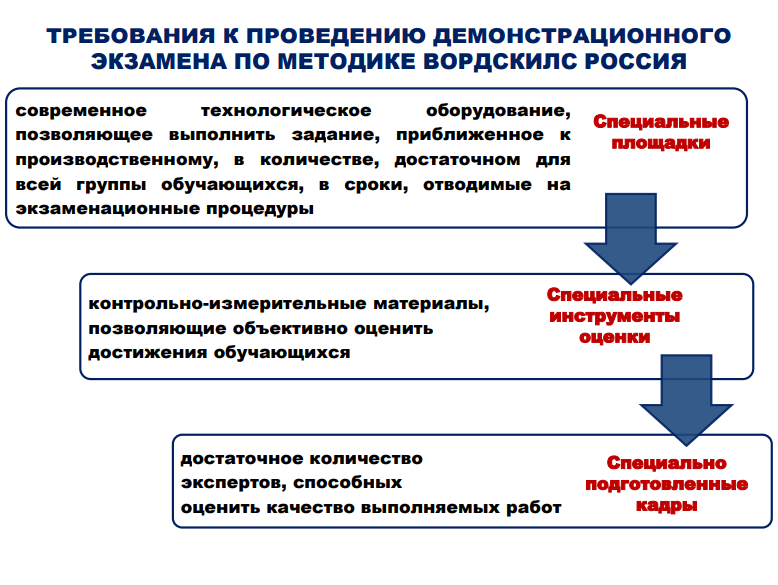 ТРЕБОВАНИЯ К ПРОВЕДЕНИЮ ДЕМОНСТРАЦИОННОГО
ЭКЗАМЕНА ПО МЕТОДИКЕ ВОРДСКИЛС РОССИЯ
современное технологическое оборудование,
позволяющее выполнить задание, приближенное к
производственному, в количестве, достаточном для
всей группы обучающихся, в сроки, отводимые на
экзаменационные процедуры
Специальные
площадки
контрольно-измерительные материалы,
позволяющие объективно оценить
достижения обучающихся
Специальные
инструменты
оценки
достаточное количество
экспертов, способных
оценить качество выполняемых работ
Специально
подготовленные
кадры